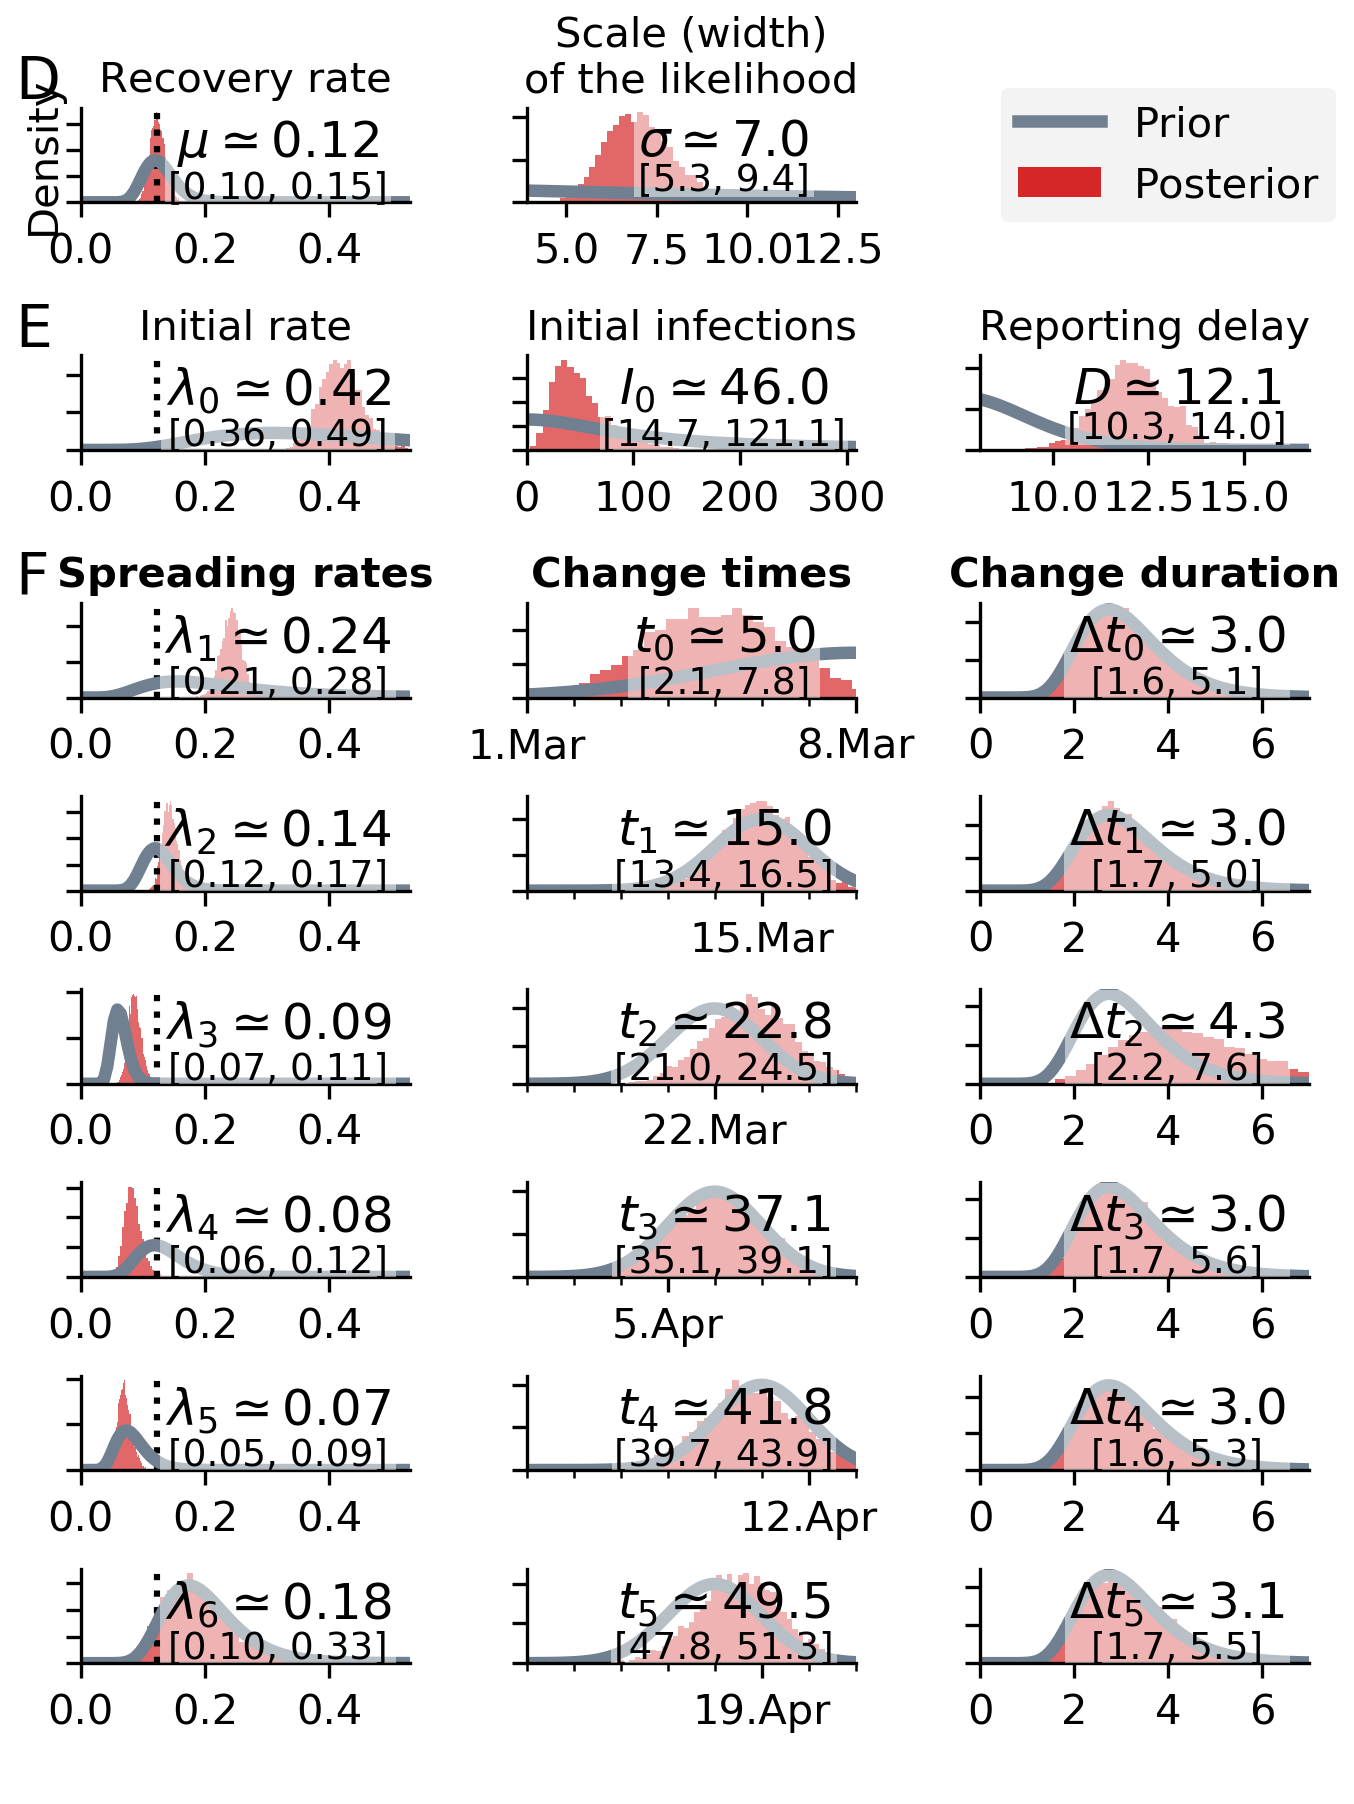 D
Recovery rate
Scale (width)
of the likelihood
Density
μ ≃ 0.12
[0.10, 0.15]
0.0 0.2 0.4
σ ≃ 7.0
[5.3, 9.4]
5.0 7.5 10.0 12.5
Prior
Posterior
E
Initial rate
λ0 ≃ 0.42
[0.36, 0.49]
0.0 0.2 0.4
Initial infections
I0 ≃ 46.0
[14.7, 121.1]
0 100 200 300
Reporting delay
D ≃ 12.1
[10.3, 14.0]
10.0 12.5 15.0
F
Spreading rates
Change times
Change duration
λ1 ≃ 0.24
[0.21, 0.28]
0.0 0.2 0.4
t0 ≃ 5.0
[2.1, 7.8]
1.Mar 8.Mar
Δt0 ≃ 3.0
[1.6, 5.1]
0 2 4 6
λ2 ≃ 0.14
[0.12, 0.17]
0.0 0.2 0.4
t1 ≃ 15.0
[13.4, 16.5]
15.Mar
Δt1 ≃ 3.0
[1.7, 5.0]
0 2 4 6
λ3 ≃ 0.09
[0.07, 0.11]
0.0 0.2 0.4
t2 ≃ 22.8
[21.0, 24.5]
22.Mar
Δt2 ≃ 4.3
[2.2, 7.6]
0 2 4 6
λ4 ≃ 0.08
[0.06, 0.12]
0.0 0.2 0.4
t3 ≃ 37.1
[35.1, 39.1]
5.Apr
Δt3 ≃ 3.0
[1.7, 5.6]
0 2 4 6
λ5 ≃ 0.07
[0.05, 0.09]
0.0 0.2 0.4
t4 ≃ 41.8
[39.7, 43.9]
12.Apr
Δt4 ≃ 3.0
[1.6, 5.3]
0 2 4 6
λ6 ≃ 0.18
[0.10, 0.33]
0.0 0.2 0.4
t5 ≃ 49.5
[47.8, 51.3]
19.Apr
Δt5 ≃ 3.1
[1.7, 5.5]
0 2 4 6